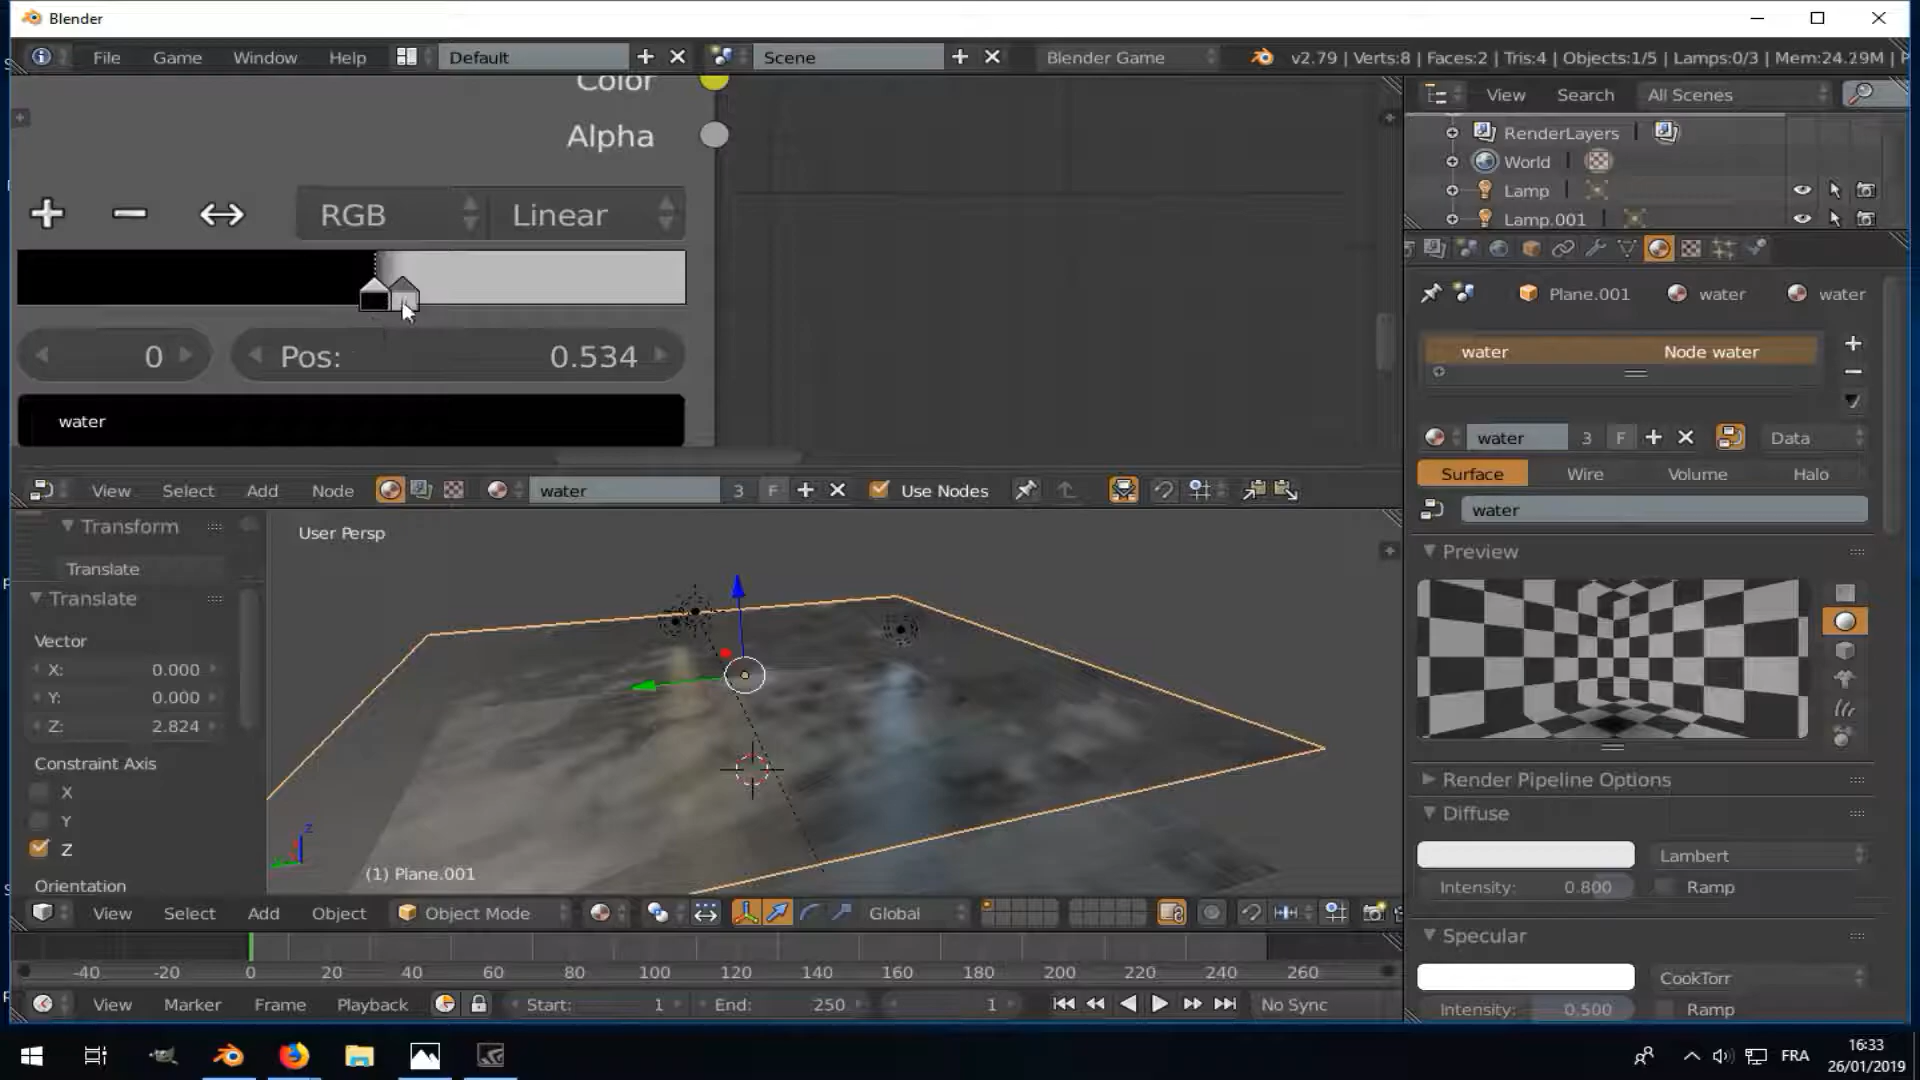 Blender
File Game Window Help Default Scene Blender Game v2.79 | Verts:8 | Faces:2 | Tris:4 | Objects:1/5 | Lamps:0/3 | Mem:24.29M |
Color
Alpha
RGB Linear
0 Pos: 0.534
water
View Select Add Node water 3 F Use Nodes
Transform
Translate
Translate
Vector
X: 0.000
Y: 0.000
Z: 2.824
Constraint Axis
X
Y
Z
Orientation
User Persp
z
(1) Plane.001
View Select Add Object Object Mode Global
-40 -20 0 20 40 60 80 100 120 140 160 180 200 220 240 260
View Marker Frame Playback Start: 1 End: 250 1 No Sync
View Search All Scenes
RenderLayers
World
Lamp
Lamp.001
Plane.001 water water
water Node water
water 3 F Data
Surface Wire Volume Halo
water
Preview
Render Pipeline Options
Diffuse
Lambert
Intensity: 0.800 Ramp
Specular
CookTorr
Intensity: 0.500 Ramp
FRA
16:33
26/01/2019